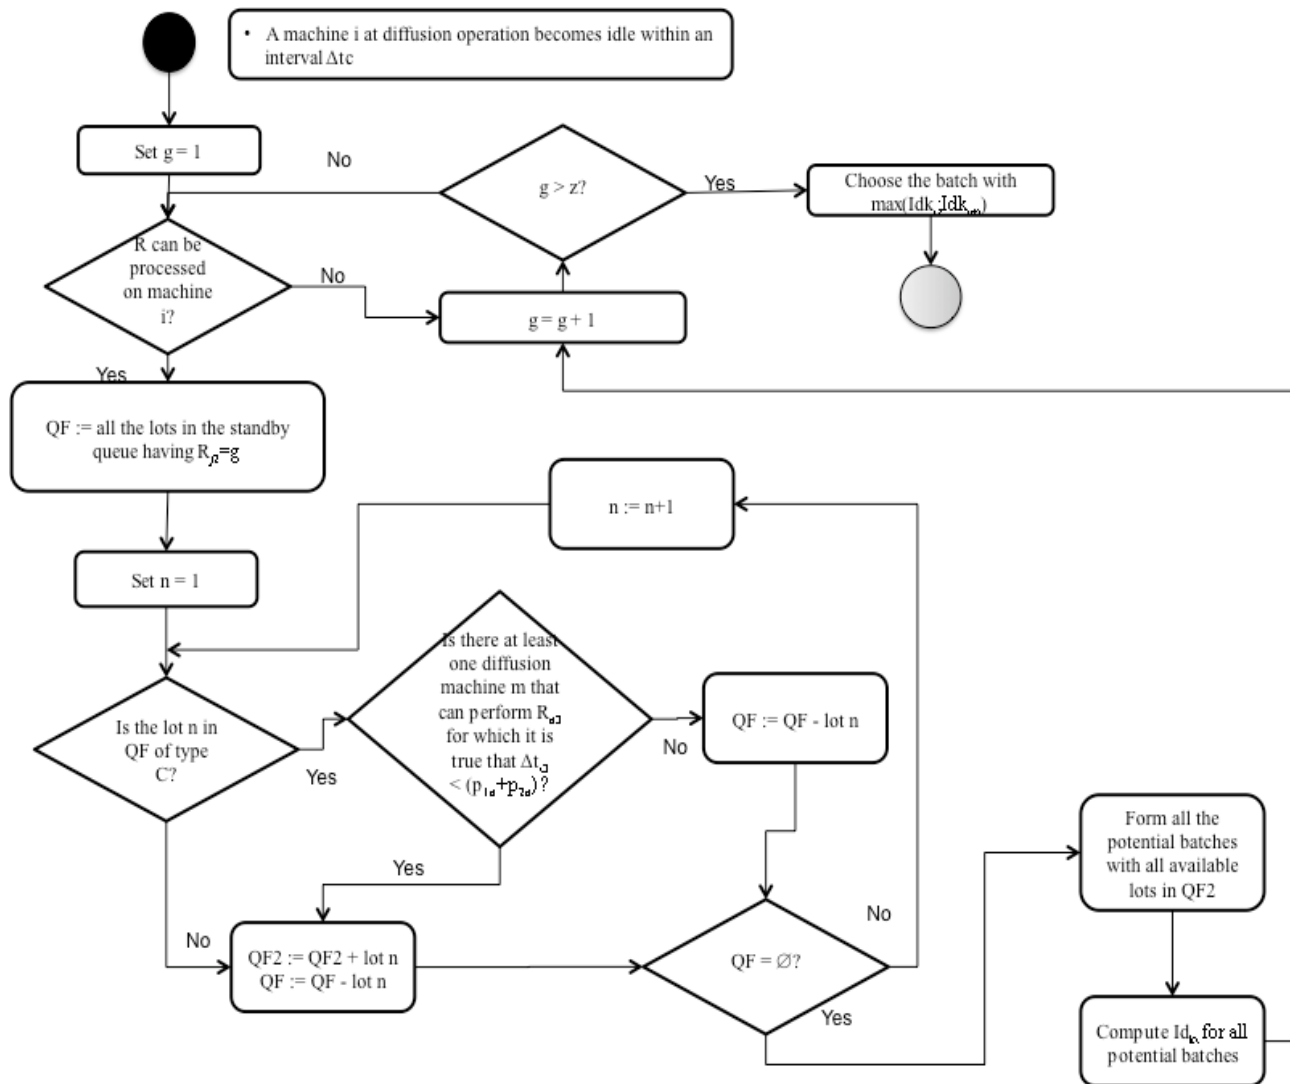 • A machine i at diffusion operation becomes idle within an
interval Δtc
Set g = 1
No
g > z?
Yes
Choose the batch with
R can be
processed
on machine
i?
No
g = g + 1
Yes
QF := all the lots in the standby
queue having
n := n+1
Set n = 1
Is there at least
one diffusion
machine m that
can perform
for which it is
true that
Is the lot n in
QF of type
C?
Yes
No
QF := QF - lot n
Yes
No
QF2 := QF2 + lot n
QF := QF - lot n
QF = ∅?
No
Yes
Form all the
potential batches
with all available
lots in QF2
Compute for all
potential batches